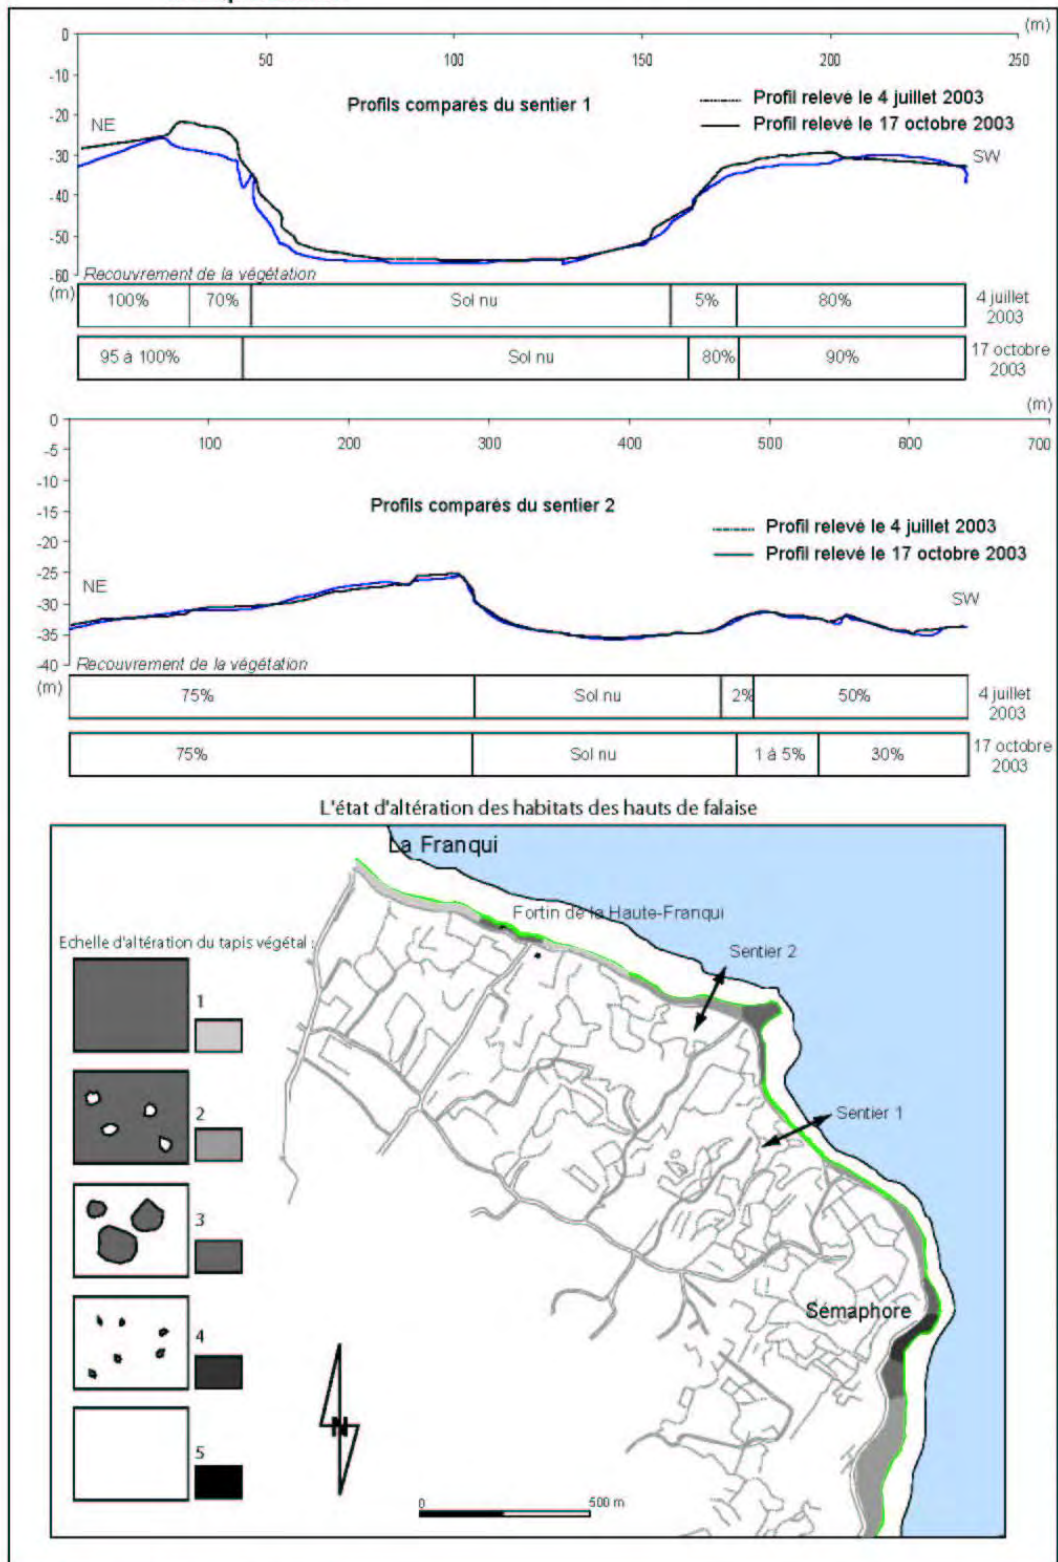 0
(m)
50
100
150
200
250
-10
-20
-30
-40
-50
-60
Profils comparés du sentier 1
Profil relevé le 4 juillet 2003
Profil relevé le 17 octobre 2003
NE
SW
Recouvrement de la végétation
(m)
100%
70%
Sol nu
5%
80%
4 juillet
2003
95 à 100%
Sol nu
80%
90%
17 octobre
2003
0
(m)
100
200
300
400
500
600
700
-5
-10
-15
-20
-25
-30
-35
-40
Profils comparés du sentier 2
Profil relevé le 4 juillet 2003
Profil relevé le 17 octobre 2003
NE
SW
Recouvrement de la végétation
(m)
75%
Sol nu
2%
50%
4 juillet
2003
75%
Sol nu
1 à 5%
30%
17 octobre
2003
L'état d'altération des habitats des hauts de falaise
La Franqui
Fortin de la Haute-Franqui
Echelle d'altération du tapis végétal :
Sentier 2
1
2
Sentier 1
3
Sémaphore
4
N
5
0
500 m